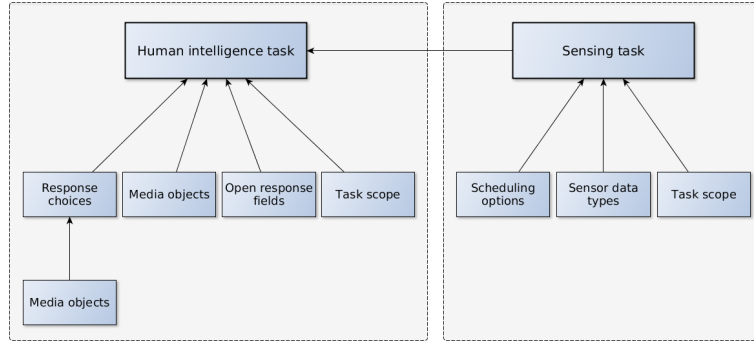 Human intelligence task
Sensing task
Response
choices
Media objects
Open response
fields
Task scope
Scheduling
options
Sensor data
types
Task scope
Media objects